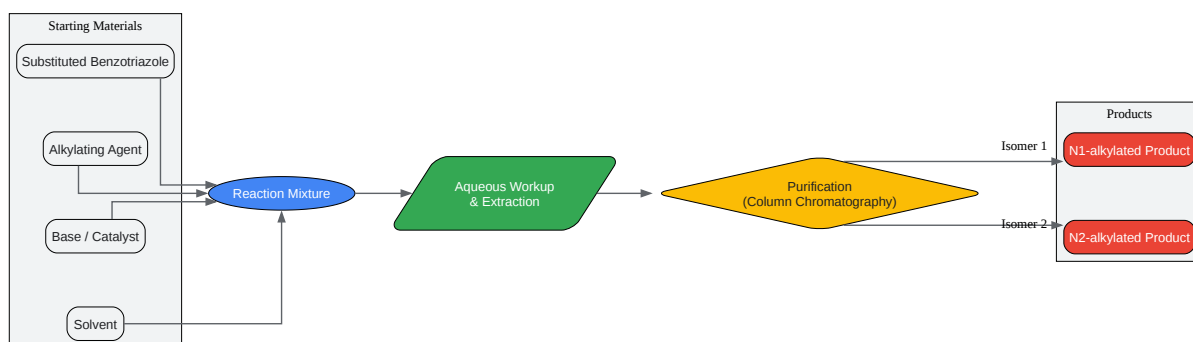 Starting Materials
Substituted Benzotriazole
Alkylating Agent
Base / Catalyst
Solvent
Reaction Mixture
Aqueous Workup
& Extraction
Purification
(Column Chromatography)
Isomer 1
Isomer 2
Products
N1-alkylated Product
N2-alkylated Product